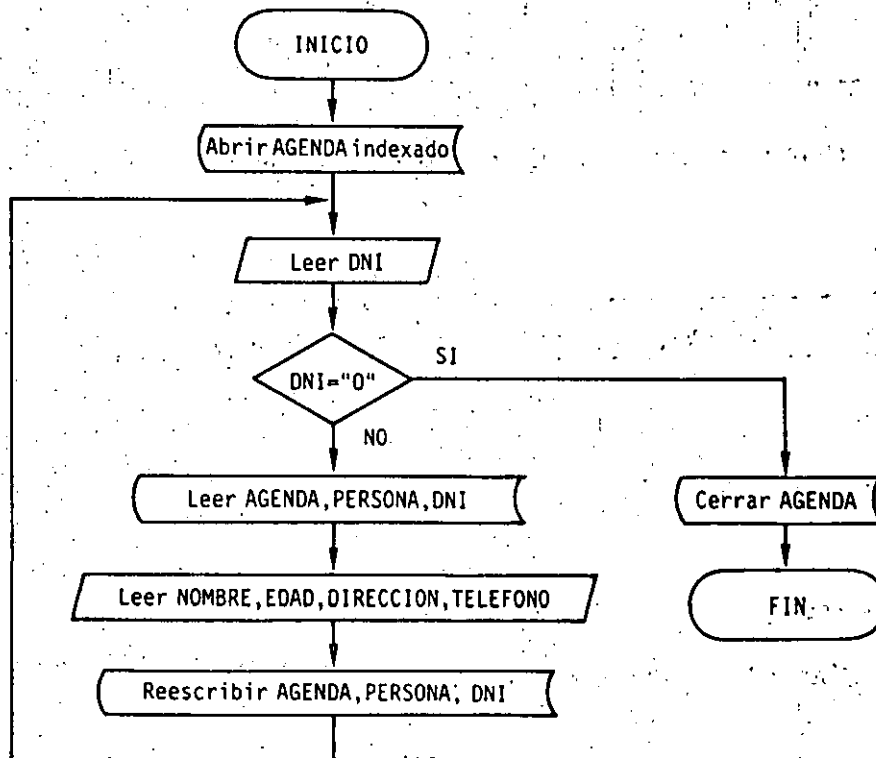 INICIO
Abrir AGENDA indexado
Leer DNI
DNI="0"
SI
NO
Leer AGENDA,PERSONA,DNI
Cerrar AGENDA
Leer NOMBRE,EDAD,DIRECCION,TELEFONO
FIN
Reescribir AGENDA,PERSONA, DNI